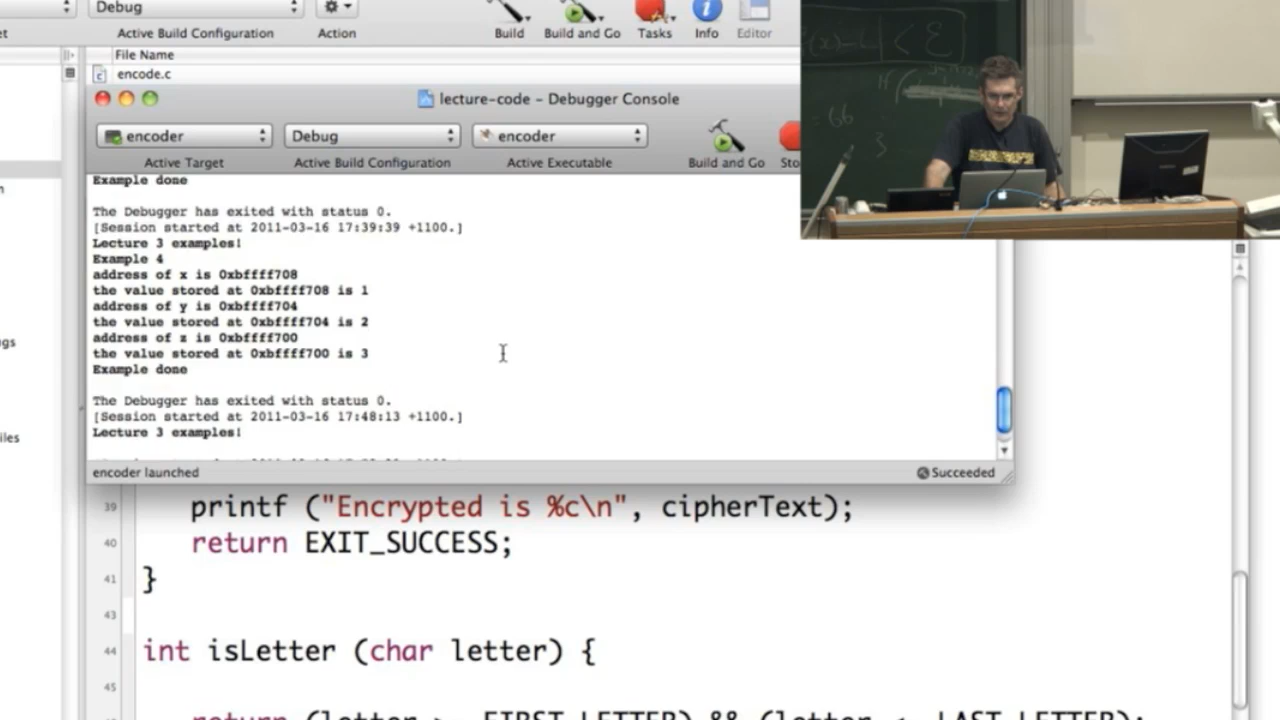 Debug
Active Build Configuration
Action
Build
Build and Go
Tasks
Info
Editor
File Name
encode.c
lecture-code – Debugger Console
encoder
Debug
encoder
Active Target
Active Build Configuration
Active Executable
Build and Go
Sto
Example done
The Debugger has exited with status 0.
[Session started at 2011-03-16 17:39:39 +1100.]
Lecture 3 examples!
Example 4
address of x is 0xbffff708
the value stored at 0xbffff708 is 1
address of y is 0xbffff704
the value stored at 0xbffff704 is 2
address of z is 0xbffff700
the value stored at 0xbffff700 is 3
Example done
The Debugger has exited with status 0.
[Session started at 2011-03-16 17:48:13 +1100.]
Lecture 3 examples!
encoder launched
Succeeded
39 printf ("Encrypted is %c\n", cipherText);
40 return EXIT_SUCCESS;
41 }
43
44 int isLetter (char letter) {
45